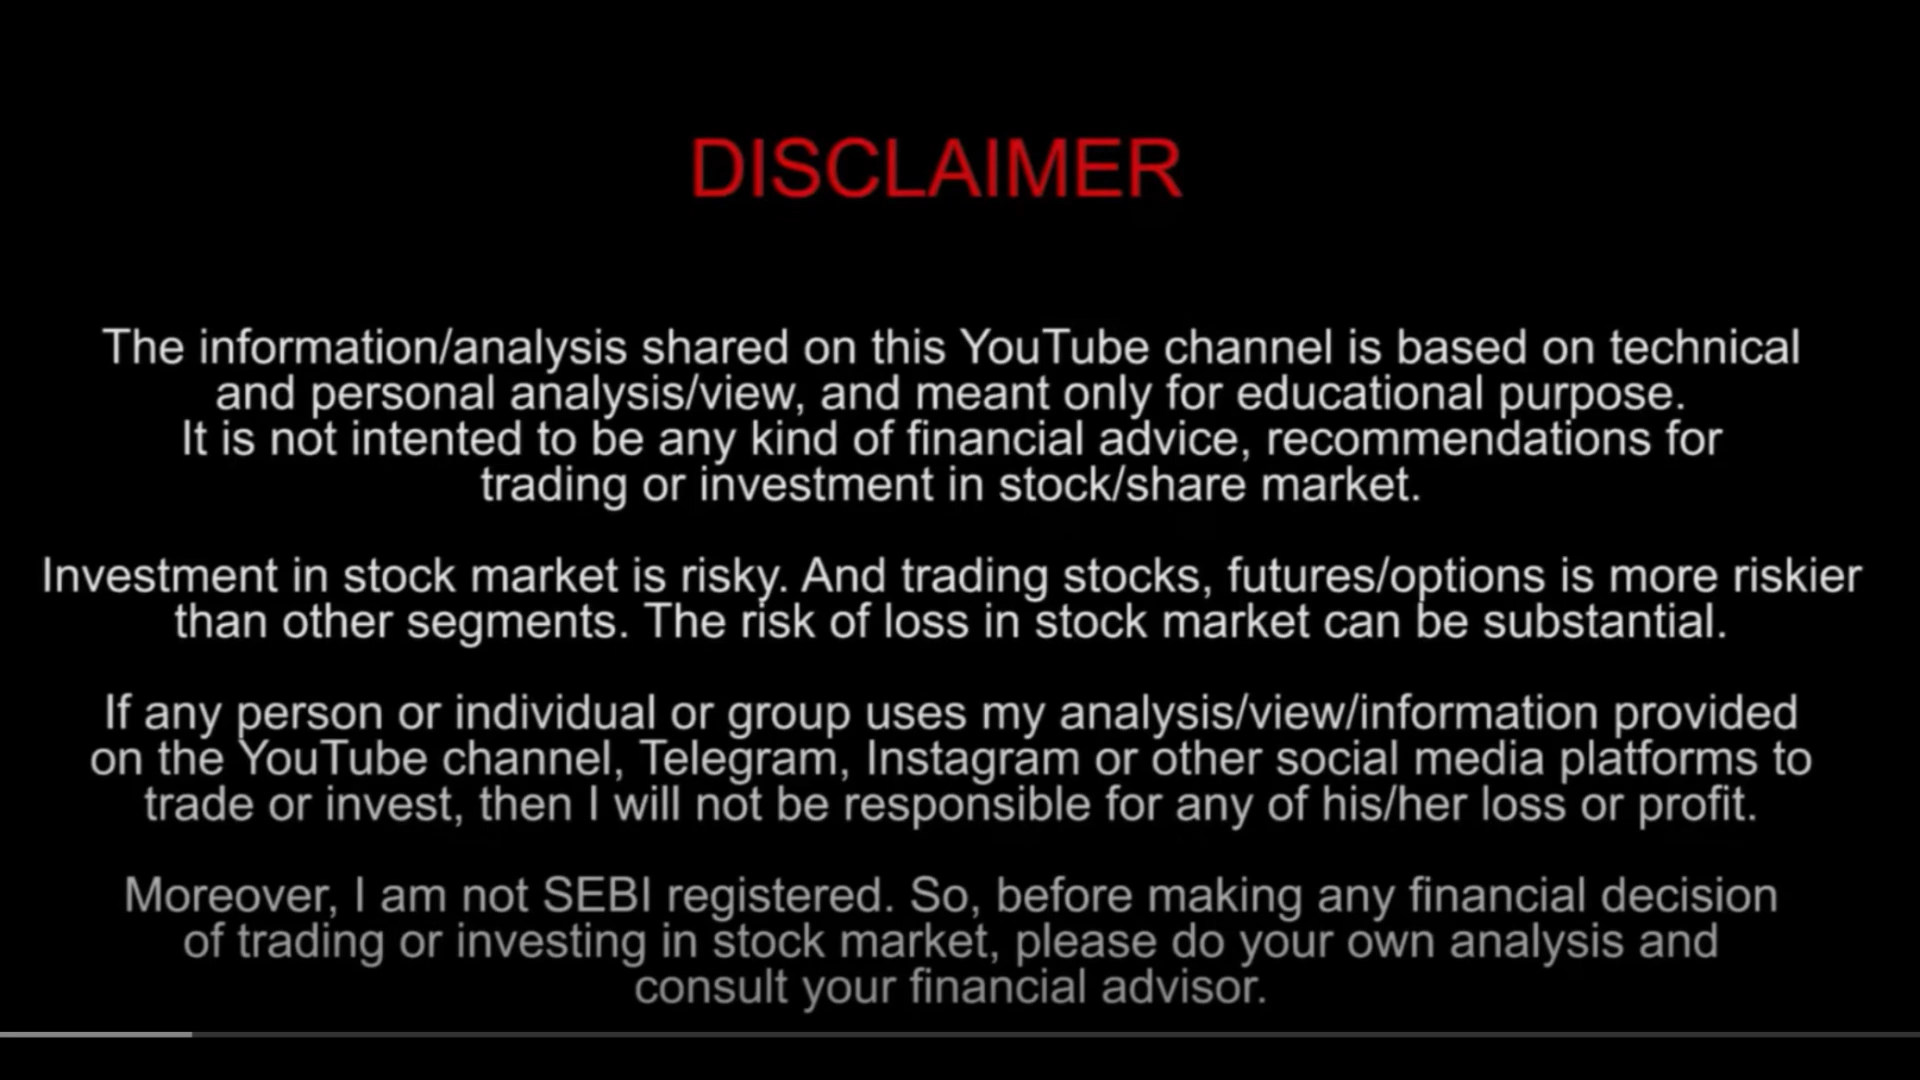 DISCLAIMER
The information/analysis shared on this YouTube channel is based on technical
and personal analysis/view, and meant only for educational purpose.
It is not intented to be any kind of financial advice, recommendations for
trading or investment in stock/share market.
Investment in stock market is risky. And trading stocks, futures/options is more riskier
than other segments. The risk of loss in stock market can be substantial.
If any person or individual or group uses my analysis/view/information provided
on the YouTube channel, Telegram, Instagram or other social media platforms to
trade or invest, then I will not be responsible for any of his/her loss or profit.
Moreover, I am not SEBI registered. So, before making any financial decision
of trading or investing in stock market, please do your own analysis and
consult your financial advisor.